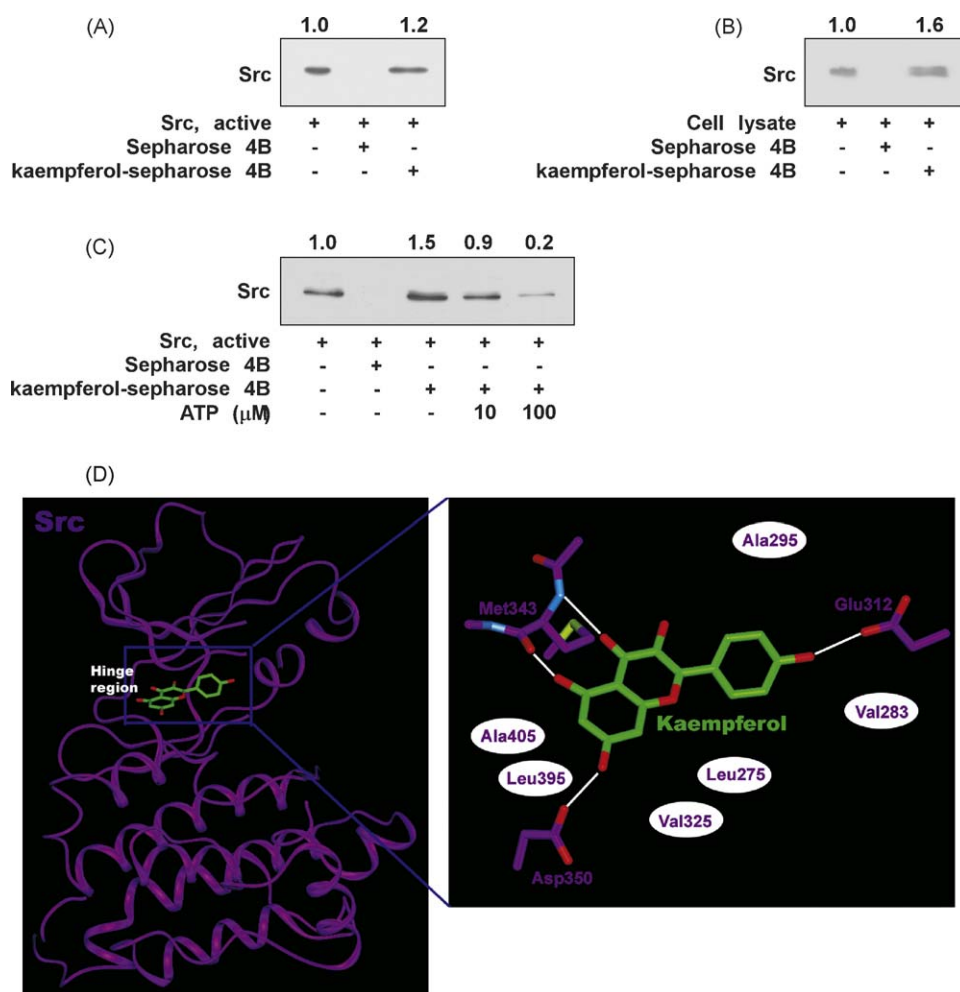 (A)
1.0 1.2
Src
Src, active + + +
Sepharose 4B - + -
kaempferol-sepharose 4B - - +
(B)
1.0 1.6
Src
Cell lysate + + +
Sepharose 4B - + -
kaempferol-sepharose 4B - - +
(C)
1.0 1.5 0.9 0.2
Src
Src, active + + + + +
Sepharose 4B - + - - -
kaempferol-sepharose 4B - - + + +
ATP (μM) - - - 10 100
(D)
Src
Hinge
region
Ala295
Met343
Glu312
Kaempferol
Val283
Ala405
Leu395
Leu275
Val325
Asp350